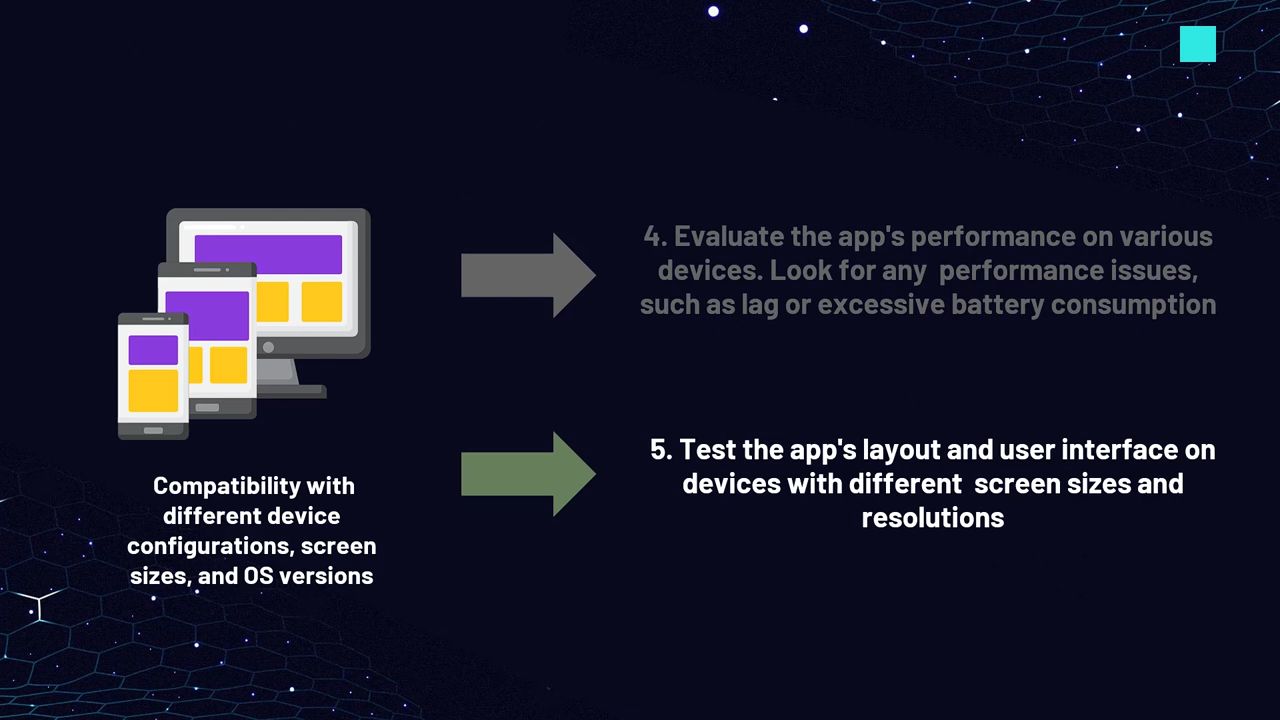 4. Evaluate the app's performance on various
devices. Look for any  performance issues,
such as lag or excessive battery consumption
5. Test the app's layout and user interface on
devices with different  screen sizes and
resolutions
Compatibility with
different device
configurations, screen
sizes, and OS versions